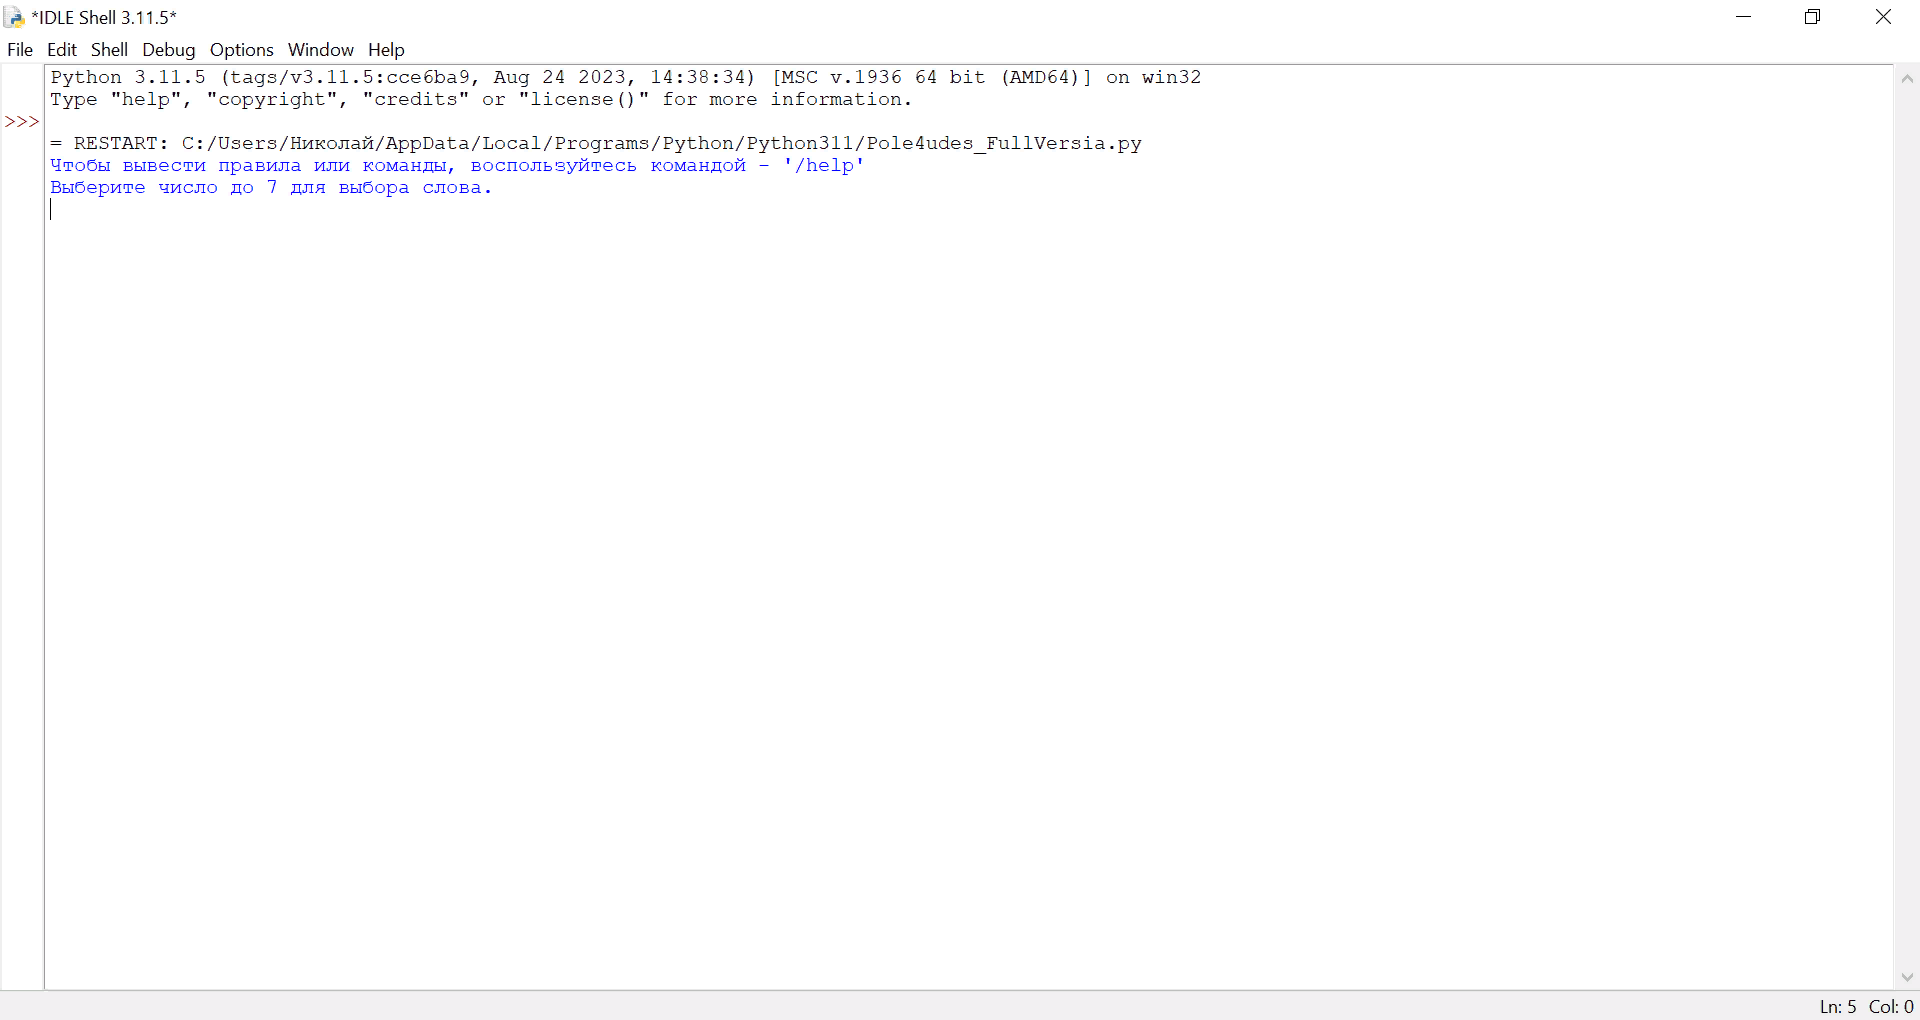 *IDLE Shell 3.11.5*
File Edit Shell Debug Options Window Help
Python 3.11.5 (tags/v3.11.5:cce6ba9, Aug 24 2023, 14:38:34) [MSC v.1936 64 bit (AMD64)] on win32
Type "help", "copyright", "credits" or "license()" for more information.
>>>
= RESTART: C:/Users/Николай/AppData/Local/Programs/Python/Python311/Pole4udes_FullVersia.py
Чтобы вывести правила или команды, воспользуйтесь командой - '/help'
Выберите число до 7 для выбора слова.
Ln: 5 Col: 0